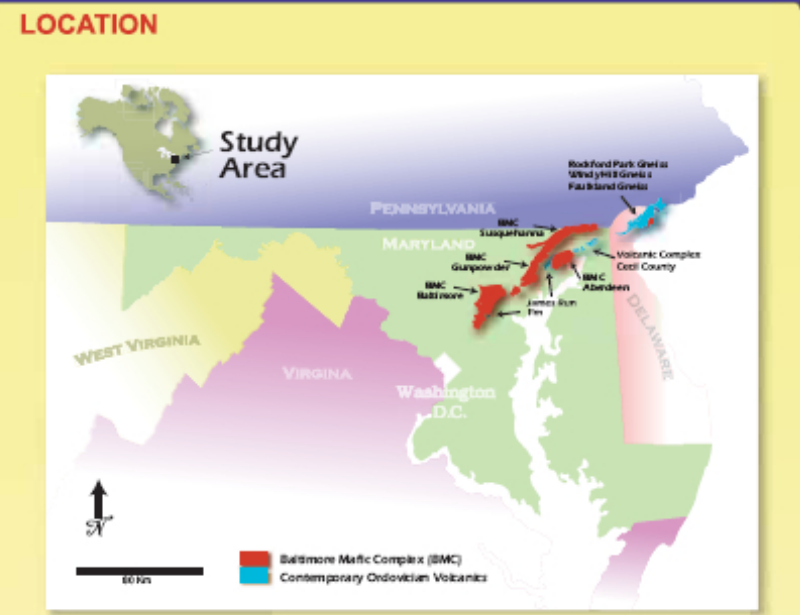 LOCATION
Study
Area
Rockford Park Gneiss
Windy Hill Gneiss
Faulkland Gneiss
PENNSYLVANIA
BMC
Susquehanna
MARYLAND
Volcanic Complex
Cecil County
BMC
Gunpowder
BMC
Aberdeen
BMC
Baltimore
James Run
Fm
DELAWARE
WEST VIRGINIA
VIRGINA
Washington
D.C.
N
60 Km
Baltimore Mafic Complex (BMC)
Contemporary Ordovician Volcanics